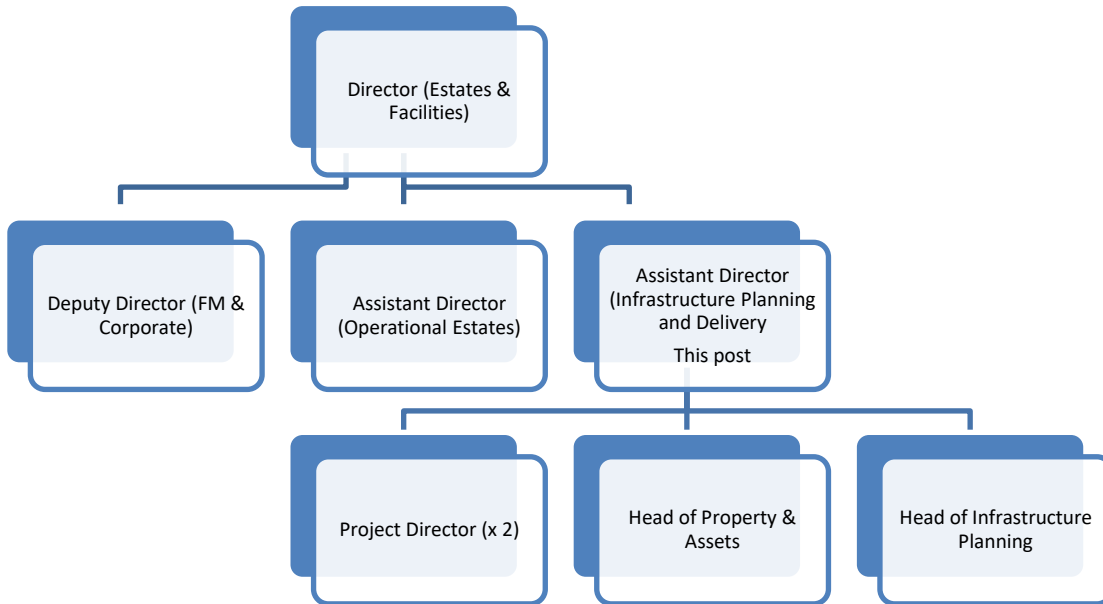 Director (Estates &
Facilities)
Deputy Director (FM &
Corporate)
Assistant Director
(Operational Estates)
Assistant Director
(Infrastructure Planning
and Delivery
This post
Project Director (x 2)
Head of Property &
Assets
Head of Infrastructure
Planning